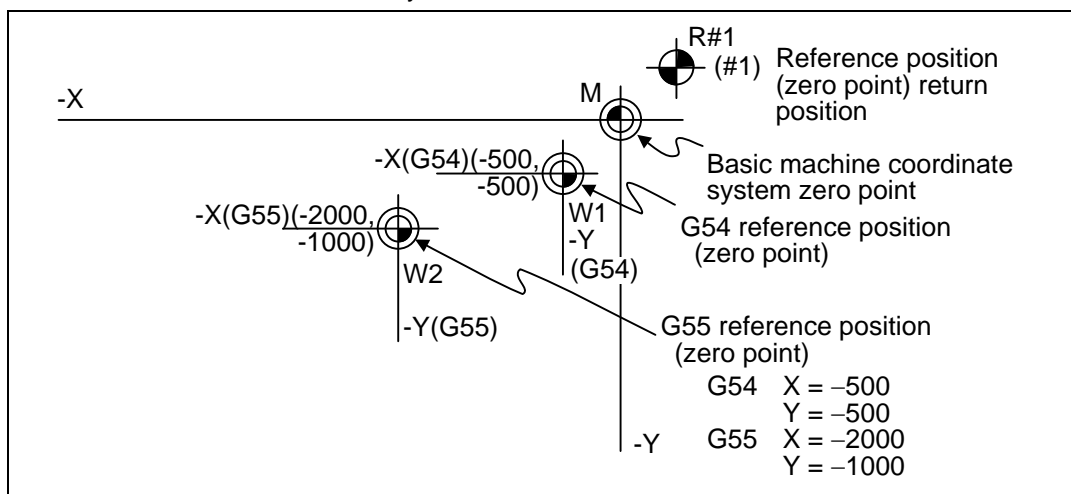 R#1
(#1)
Reference position
(zero point) return
position
-X
M
Basic machine coordinate
system zero point
-X(G54)(-500,
-500)
W1
-Y
(G54)
G54 reference position
(zero point)
-X(G55)(-2000,
-1000)
W2
-Y(G55)
G55 reference position
(zero point)
G54 X = −500
Y = −500
G55 X = −2000
Y = −1000
-Y